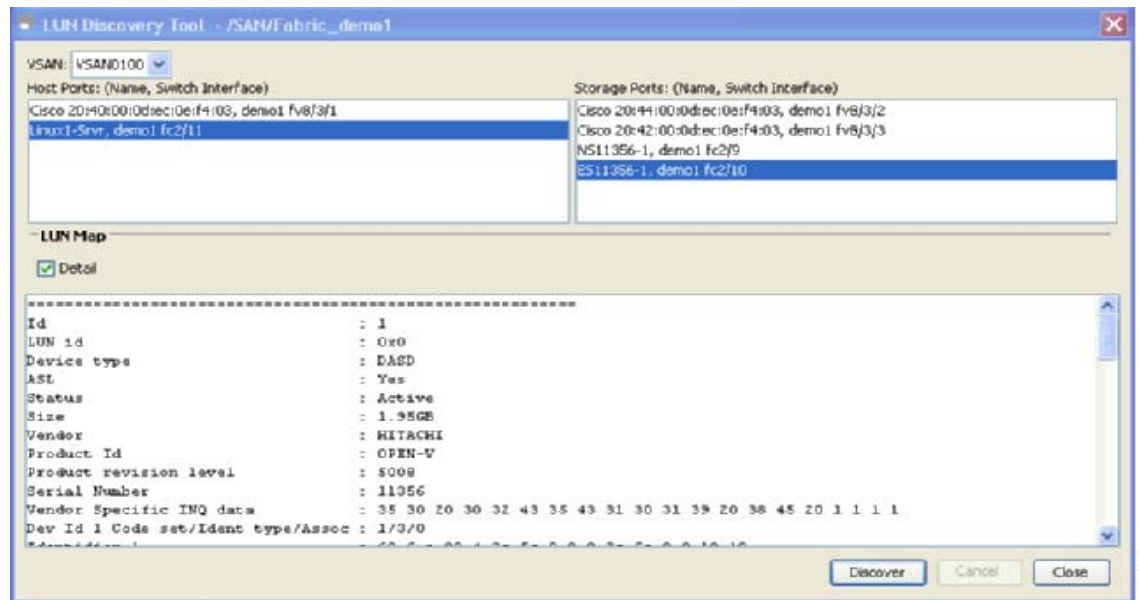 LUN Discovery Tool - /SAN/Fabric_demo1
VSAN: VSAN0100
Host Ports: (Name, Switch Interface)
Cisco 20:40:00:0d:ec:0e:f4:03, demo1 fv8/3/1
Linux1-Srvr, demo1 fc2/11
Storage Ports: (Name, Switch Interface)
Cisco 20:44:00:0d:ec:0e:f4:03, demo1 fv8/3/2
Cisco 20:42:00:0d:ec:0e:f4:03, demo1 fv8/3/3
NS11356-1, demo1 fc2/9
ES11356-1, demo1 fc2/10
LUN Map
Detail
==========================================================
Id : 1
LUN id : 0x0
Device type : DASD
ASL : Yes
Status : Active
Size : 1.95GB
Vendor : HITACHI
Product Id : OPEN-V
Product revision level : 5008
Serial Number : 11356
Vendor Specific INQ data : 35 30 20 30 32 43 35 43 31 30 31 39 20 38 45 20 1 1 1 1
Dev Id 1 Code set/Ident type/Assoc : 1/3/0
Discover Cancel Close